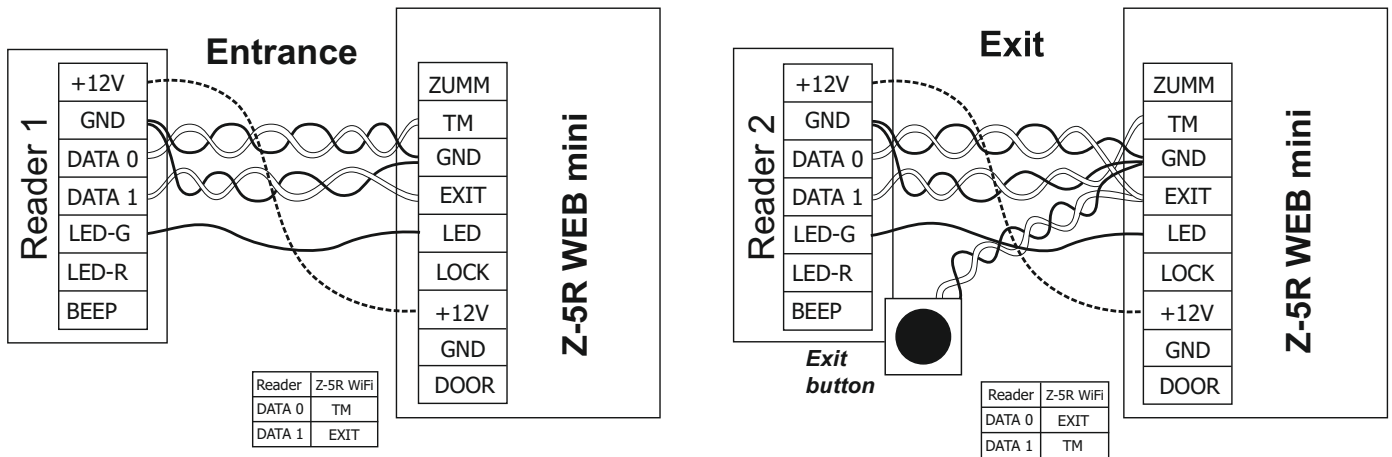 Entrance
Reader 1
+12V
GND
DATA 0
DATA 1
LED-G
LED-R
BEEP
ZUMM
TM
GND
EXIT
LED
LOCK
+12V
GND
DOOR
Z-5R WEB mini
Reader Z-5R WiFi
DATA 0 TM
DATA 1 EXIT
Exit
Reader 2
+12V
GND
DATA 0
DATA 1
LED-G
LED-R
BEEP
Exit
button
ZUMM
TM
GND
EXIT
LED
LOCK
+12V
GND
DOOR
Z-5R WEB mini
Reader Z-5R WiFi
DATA 0 EXIT
DATA 1 TM